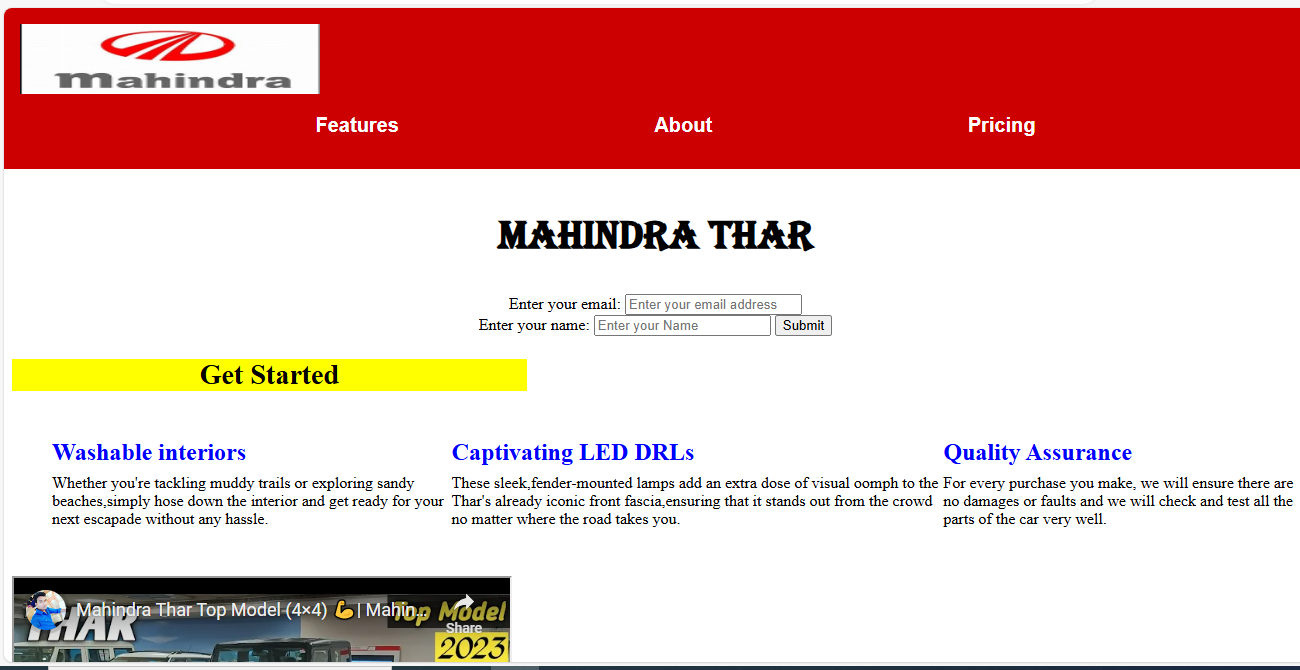 Mahindra
Features About Pricing
MAHINDRA THAR
Enter your email: Enter your email address
Enter your name: Enter your Name Submit
Get Started
Washable interiors
Whether you're tackling muddy trails or exploring sandy
beaches,simply hose down the interior and get ready for your
next escapade without any hassle.
Captivating LED DRLs
These sleek,fender-mounted lamps add an extra dose of visual oomph to the
Thar's already iconic front fascia,ensuring that it stands out from the crowd
no matter where the road takes you.
Quality Assurance
For every purchase you make, we will ensure there are
no damages or faults and we will check and test all the
parts of the car very well.
Mahindra Thar Top Model (4×4) 💪| Mahin...
Top Model
Share
THAR
2023